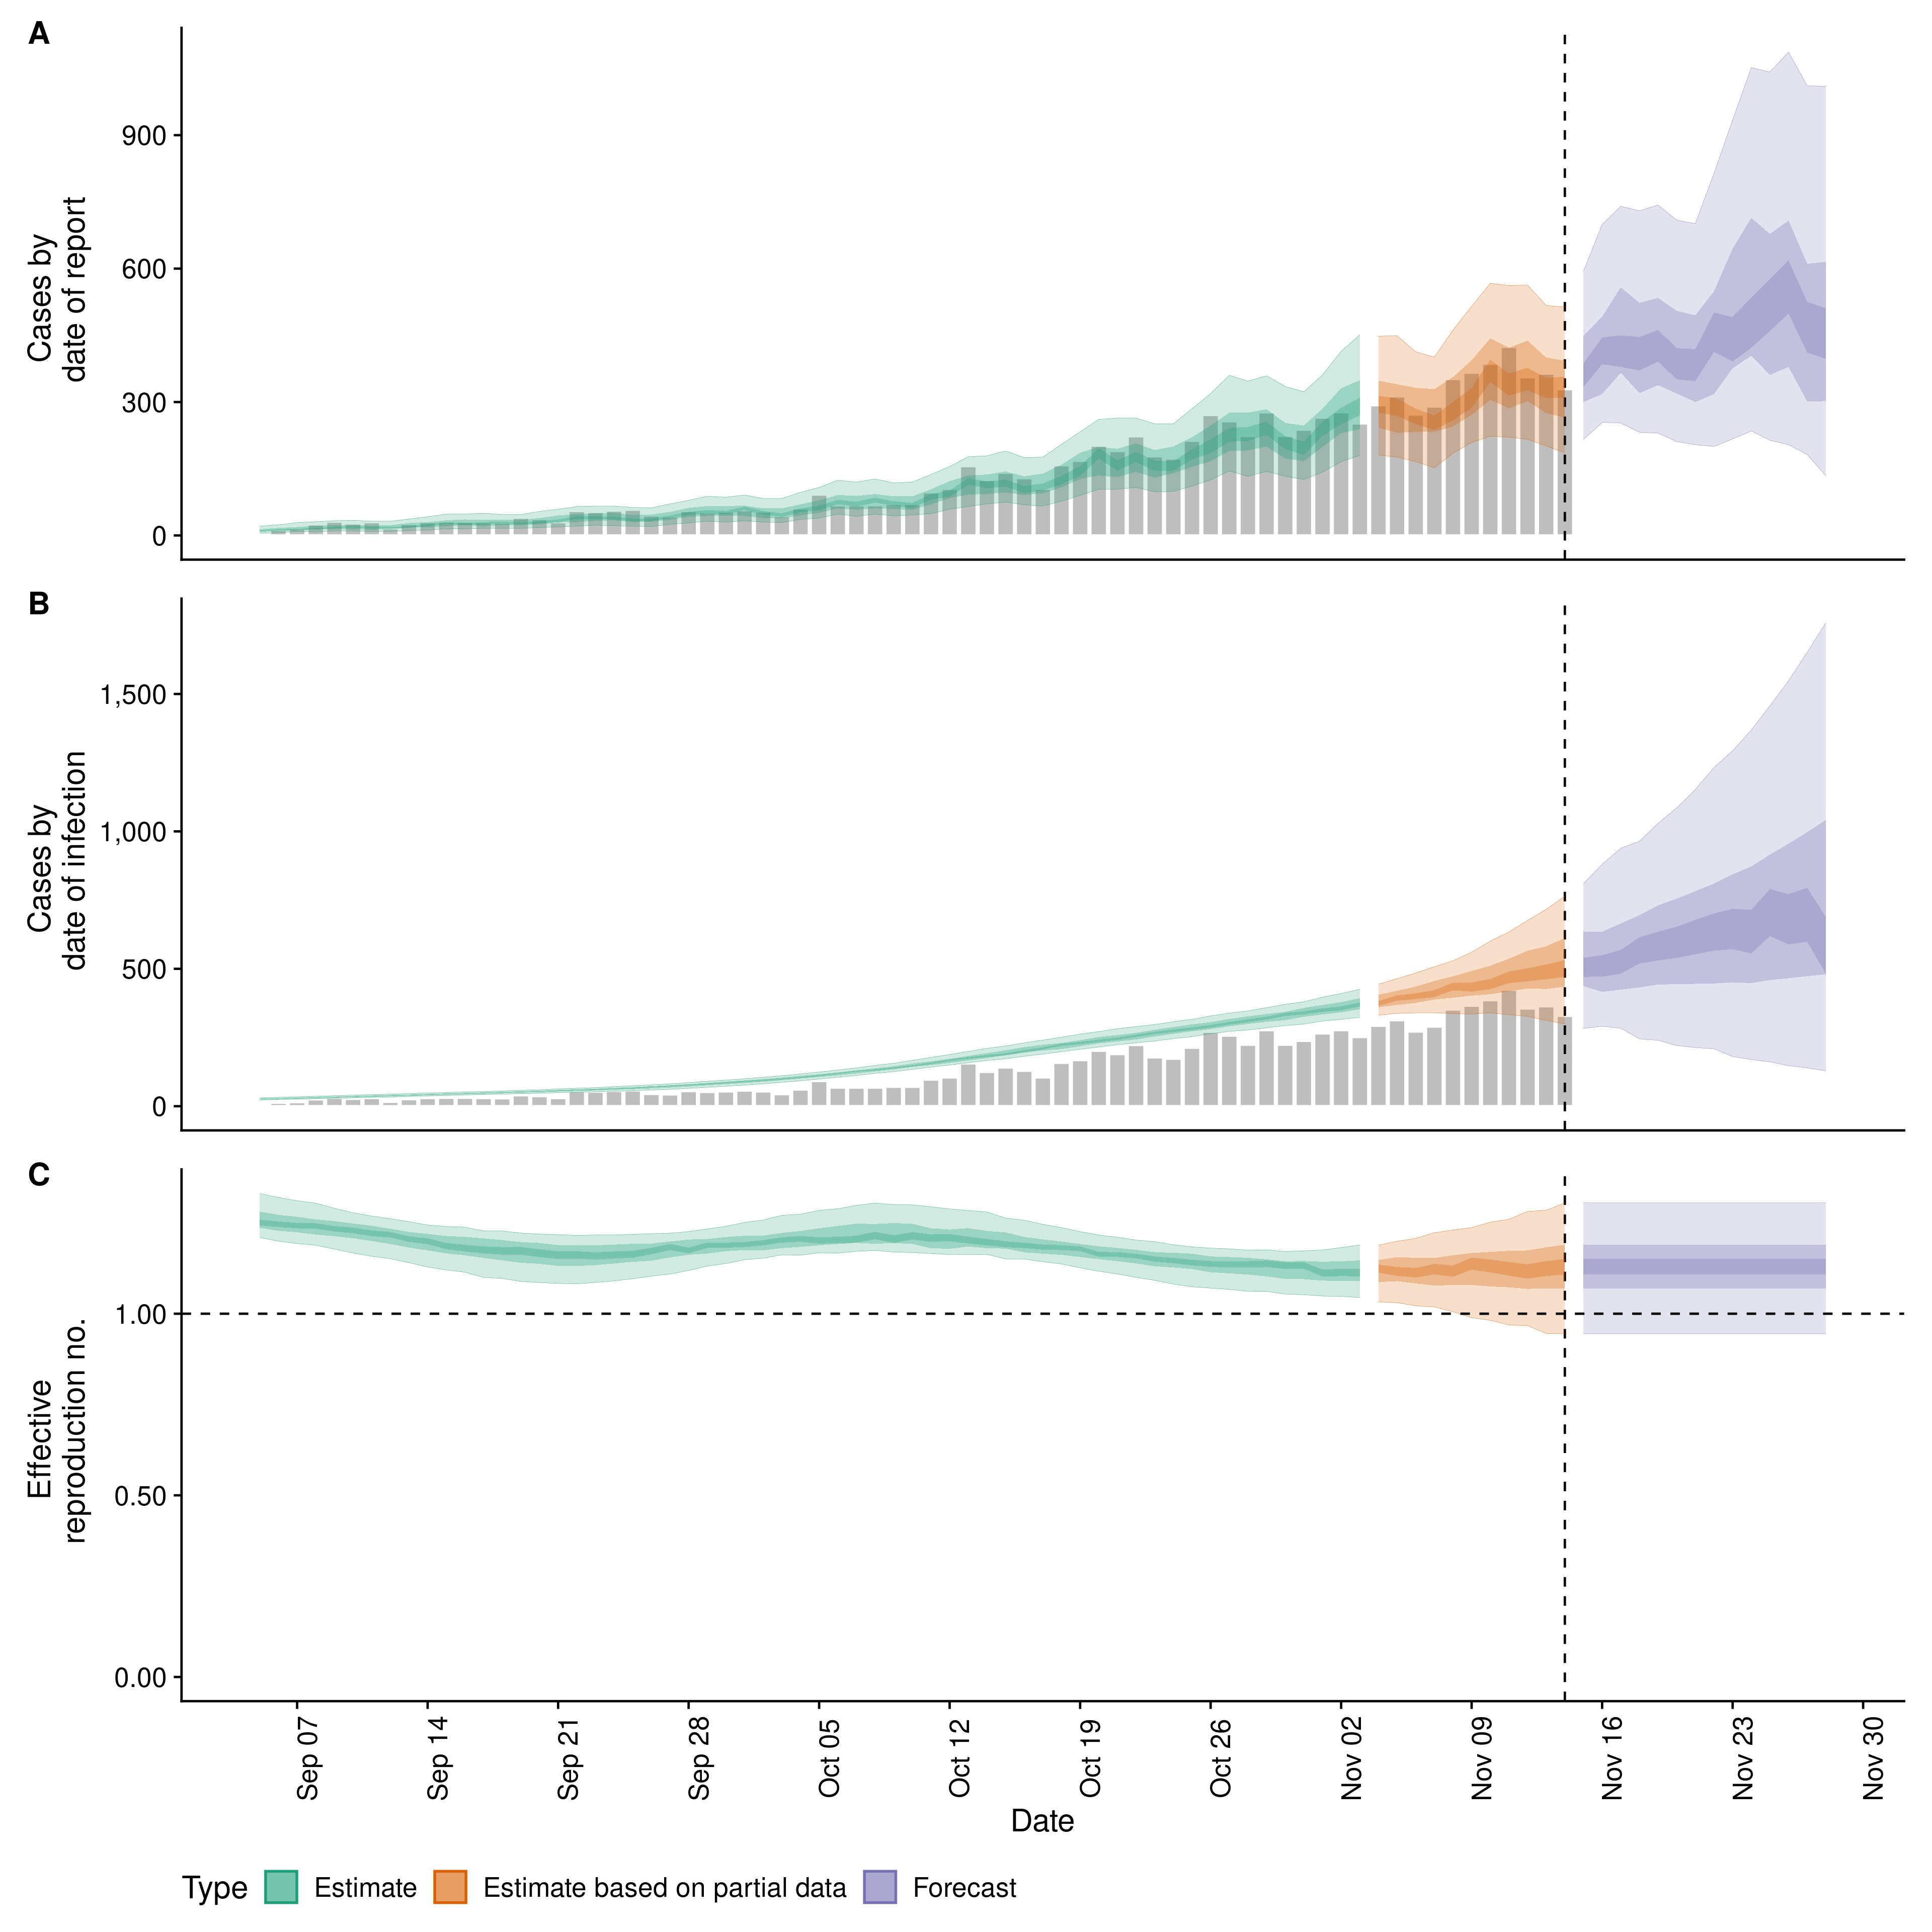 A
Cases by
date of report
900
600
300
0
B
Cases by
date of infection
1,500
1,000
500
0
C
Effective
reproduction no.
1.00
0.50
0.00
Sep 07
Sep 14
Sep 21
Sep 28
Oct 05
Oct 12
Oct 19
Oct 26
Nov 02
Nov 09
Nov 16
Nov 23
Nov 30
Date
Type Estimate Estimate based on partial data Forecast